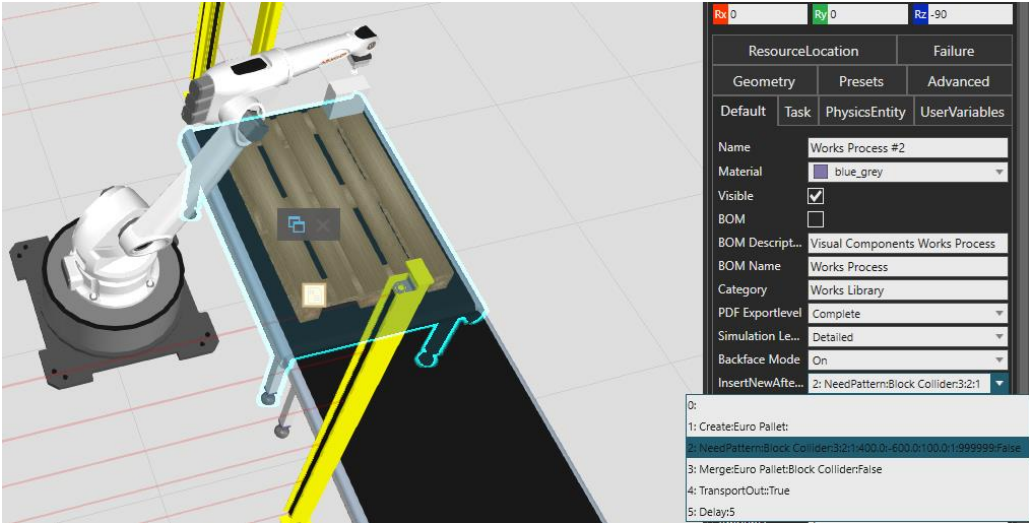 Rx 0 Ry 0 Rz -90
ResourceLocation Failure
Geometry Presets Advanced
Default Task PhysicsEntity UserVariables
Name Works Process #2
Material blue_grey
Visible
BOM
BOM Descript... Visual Components Works Process
BOM Name Works Process
Category Works Library
PDF Exportlevel Complete
Simulation Le... Detailed
Backface Mode On
InsertNewAfte... 2: NeedPattern:Block Collider:3:2:1
0:
1: Create:Euro Pallet:
2: NeedPattern:Block Collider:3:2:1:400.0:-600.0:100.0:1:999999:False
3: Merge:Euro Pallet:Block Collider:False
4: TransportOut::True
5: Delay:5